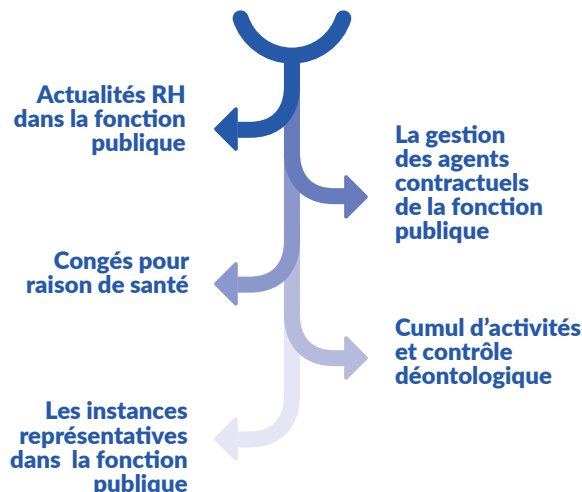 Actualités RH
dans la fonction
publique
La gestion
des agents
contractuels
de la fonction
publique
Congés pour
raison de santé
Cumul d’activités
et contrôle
déontologique
Les instances
représentatives
dans  la fonction
publique